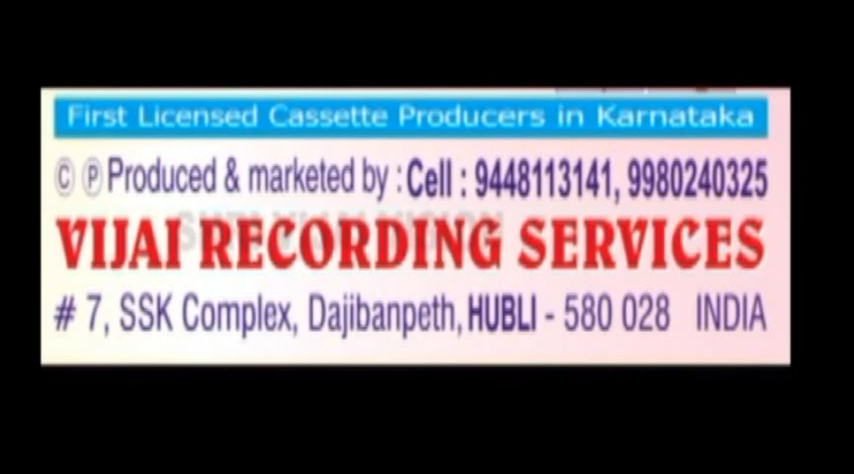 First Licensed Cassette Producers in Karnataka
© ℗ Produced & marketed by : Cell : 9448113141, 9980240325
VIJAI RECORDING SERVICES
# 7, SSK Complex, Dajibanpeth, HUBLI - 580 028 INDIA